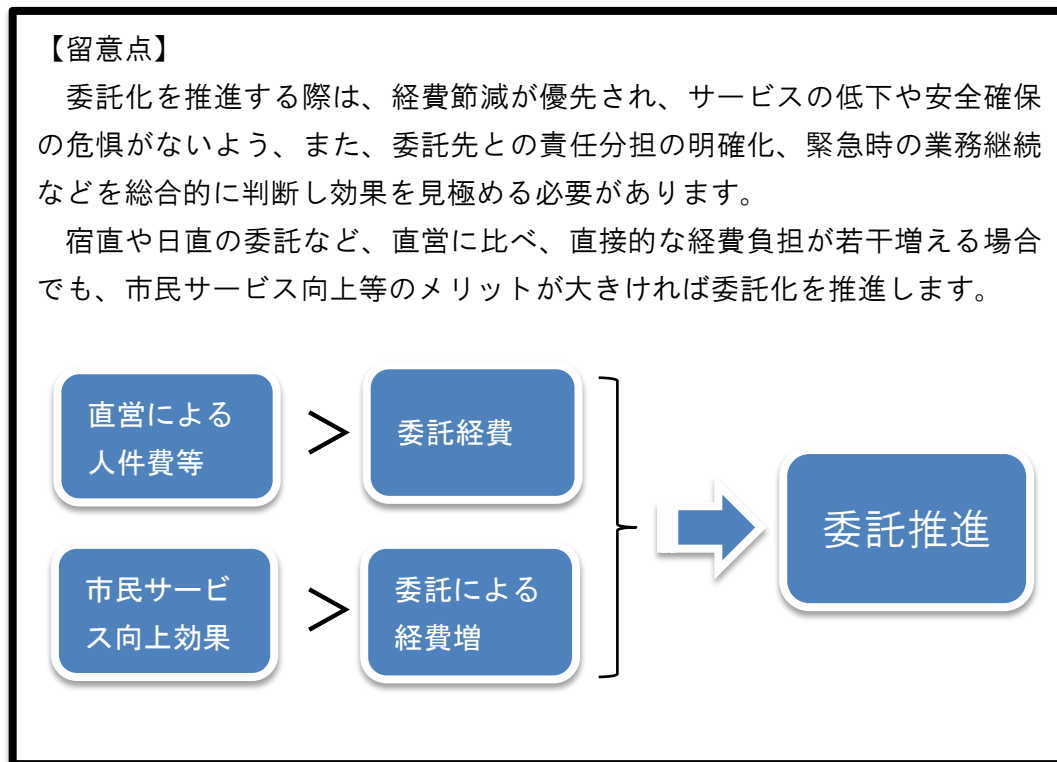 【留意点】
　委託化を推進する際は、経費節減が優先され、サービスの低下や安全確保
の危惧がないよう、また、委託先との責任分担の明確化、緊急時の業務継続
などを総合的に判断し効果を見極める必要があります。
　宿直や日直の委託など、直営に比べ、直接的な経費負担が若干増える場合
でも、市民サービス向上等のメリットが大きければ委託化を推進します。
直営による
人件費等
＞
委託経費
市民サービ
ス向上効果
＞
委託による
経費増
委託推進